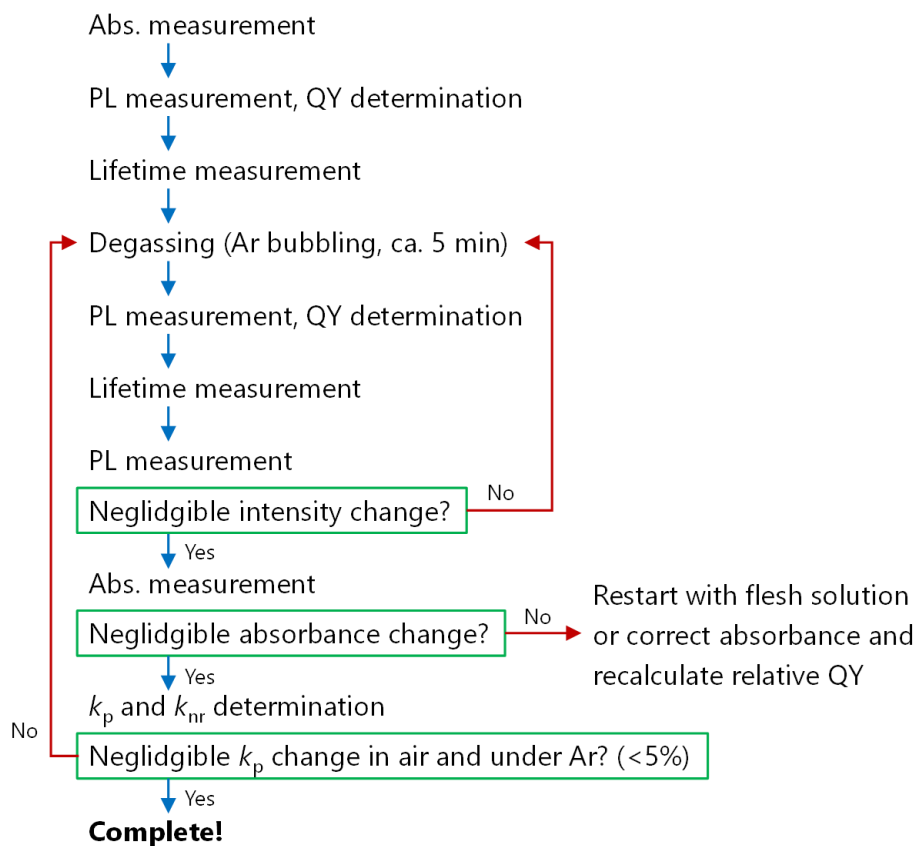 Abs. measurement
PL measurement, QY determination
Lifetime measurement
Degassing (Ar bubbling, ca. 5 min)
PL measurement, QY determination
Lifetime measurement
PL measurement
Neglidgible intensity change?
No
Yes
Abs. measurement
Neglidgible absorbance change?
No
Restart with flesh solution
or correct absorbance and
recalculate relative QY
Yes
kp and knr determination
No
Neglidgible kp change in air and under Ar? (<5%)
Yes
Complete!